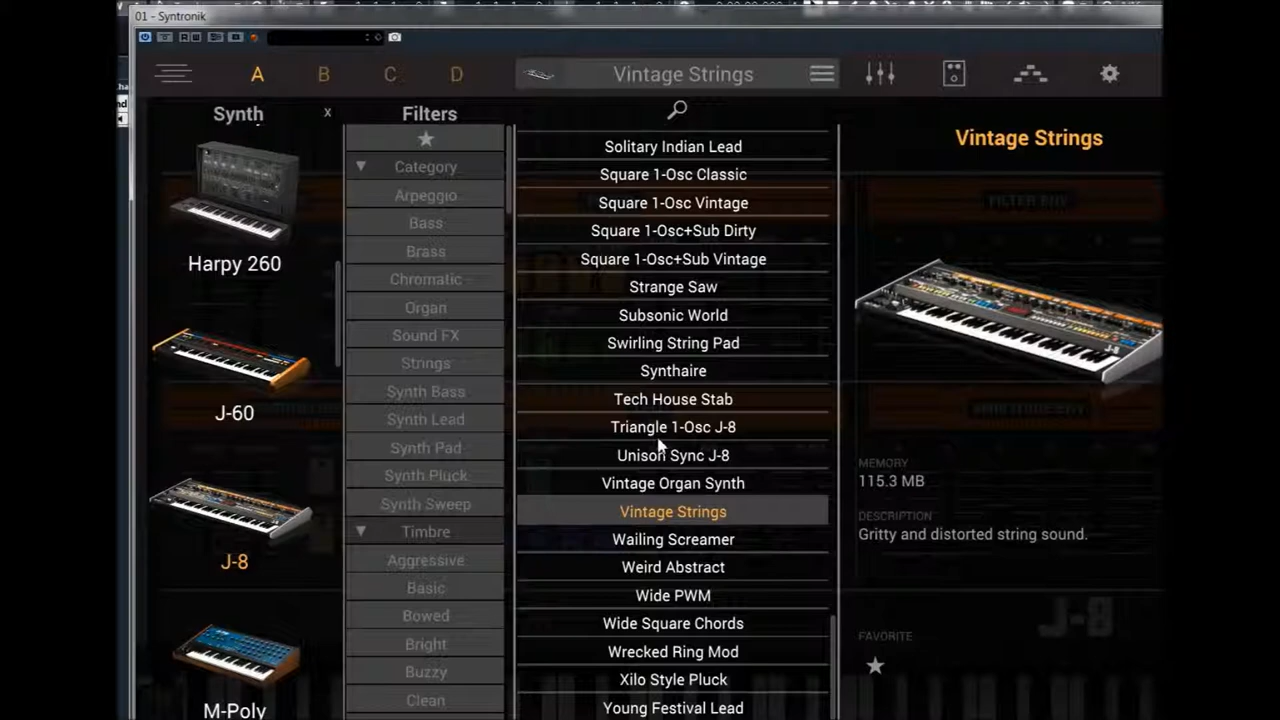 01 - Syntronik
A B C D
Vintage Strings
Synth x
Harpy 260
J-60
J-8
M-Poly
Filters
Category
Arpeggio
Bass
Brass
Chromatic
Organ
Sound FX
Strings
Synth Bass
Synth Lead
Synth Pad
Synth Pluck
Synth Sweep
Timbre
Aggressive
Basic
Bowed
Bright
Buzzy
Clean
Solitary Indian Lead
Square 1-Osc Classic
Square 1-Osc Vintage
Square 1-Osc+Sub Dirty
Square 1-Osc+Sub Vintage
Strange Saw
Subsonic World
Swirling String Pad
Synthaire
Tech House Stab
Triangle 1-Osc J-8
Unison Sync J-8
Vintage Organ Synth
Vintage Strings
Wailing Screamer
Weird Abstract
Wide PWM
Wide Square Chords
Wrecked Ring Mod
Xilo Style Pluck
Young Festival Lead
Vintage Strings
FILTER ENV
MEMORY
115.3 MB
DESCRIPTION
Gritty and distorted string sound.
J-8
FAVORITE